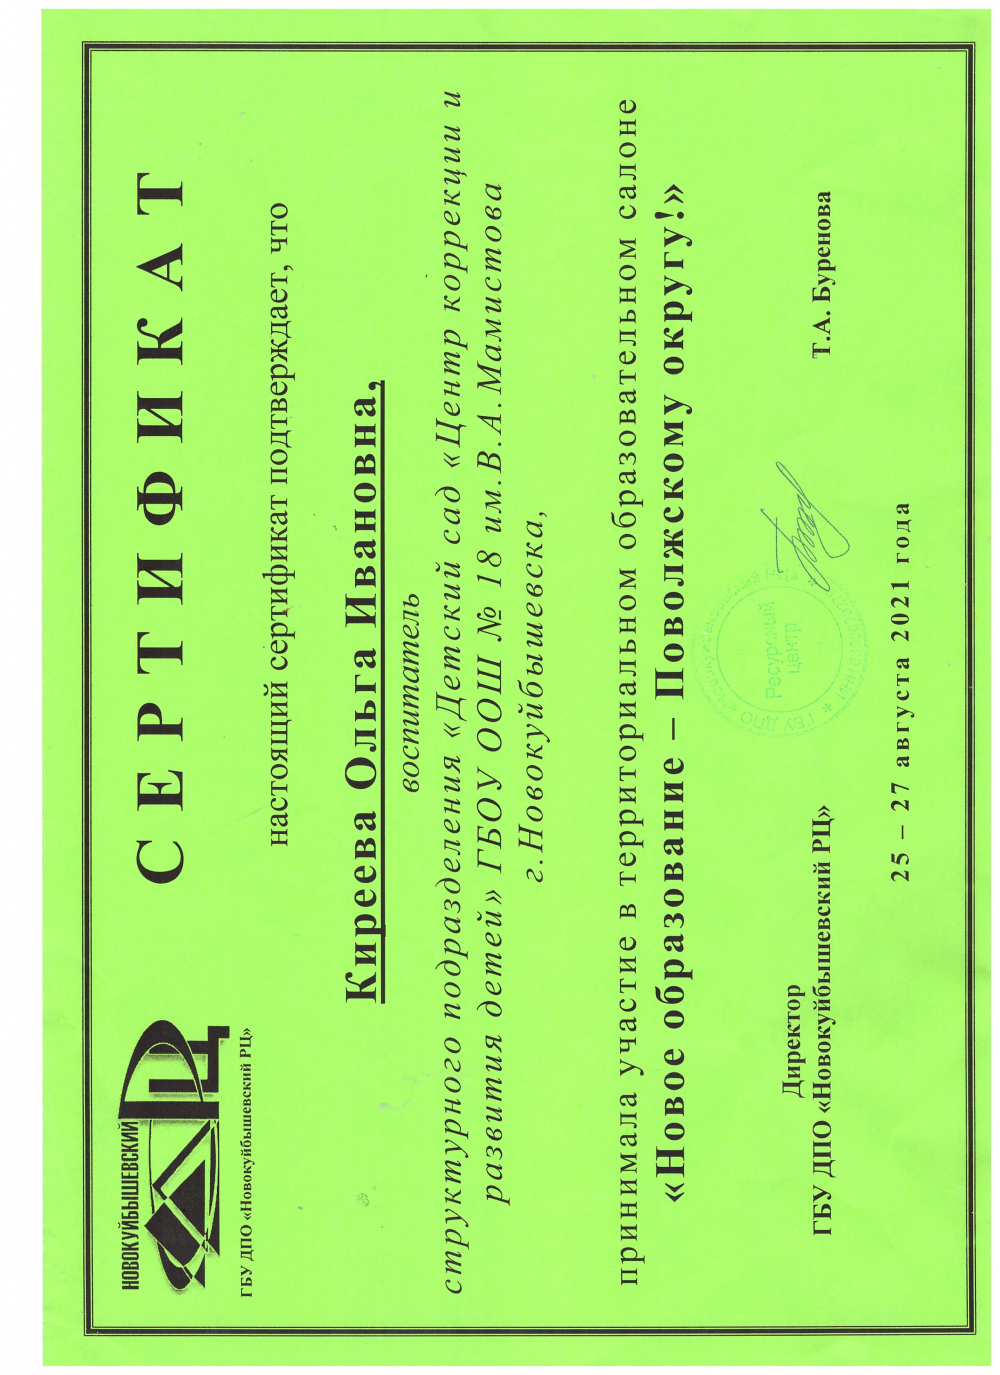 НОВОКУЙБЫШЕВСКИЙ
РЦ
ГБУ ДПО «Новокуйбышевский РЦ»
СЕРТИФИКАТ
настоящий сертификат подтверждает, что
Киреева Ольга Ивановна,
воспитатель
структурного подразделения «Детский сад «Центр коррекции и
развития детей» ГБОУ ООШ № 18 им.В.А.Мамистова
г.Новокуйбышевска,
принимала участие в территориальном образовательном салоне
«Новое образование – Поволжскому округу!»
Директор
ГБУ ДПО «Новокуйбышевский РЦ»
Т.А. Буренова
Ресурсный
центр
25 – 27 августа 2021 года